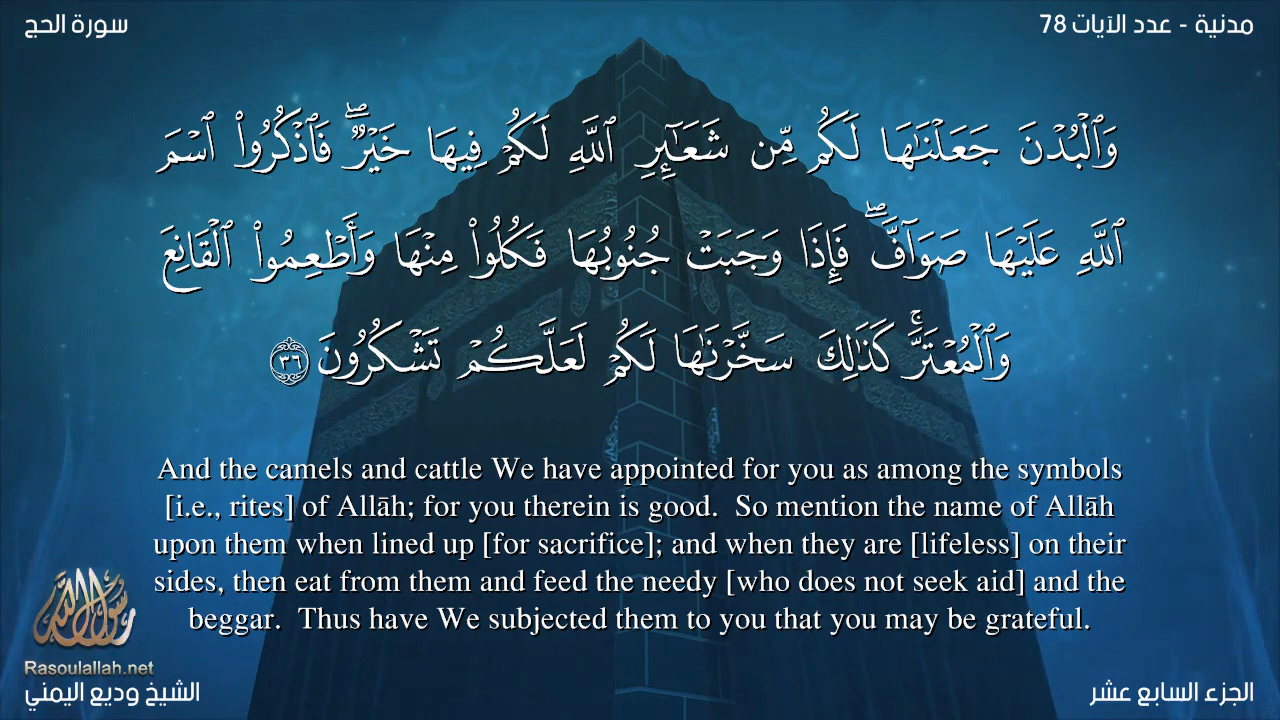 سورة الحج
مدنية - عدد الآيات 78
وَٱلْبُدْنَ جَعَلْنَٰهَا لَكُم مِّن شَعَٰٓئِرِ ٱللَّهِ لَكُمْ فِيهَا خَيْرٌۖ فَٱذْكُرُوا۟ ٱسْمَ
ٱللَّهِ عَلَيْهَا صَوَآفَّۖ فَإِذَا وَجَبَتْ جُنُوبُهَا فَكُلُوا۟ مِنْهَا وَأَطْعِمُوا۟ ٱلْقَانِعَ
وَٱلْمُعْتَرَّۚ كَذَٰلِكَ سَخَّرْنَٰهَا لَكُمْ لَعَلَّكُمْ تَشْكُرُونَ ٣٦
And the camels and cattle We have appointed for you as among the symbols
[i.e., rites] of Allāh; for you therein is good.  So mention the name of Allāh
upon them when lined up [for sacrifice]; and when they are [lifeless] on their
sides, then eat from them and feed the needy [who does not seek aid] and the
beggar.  Thus have We subjected them to you that you may be grateful.
رسول الله
Rasoulallah.net
الشيخ وديع اليمني
الجزء السابع عشر